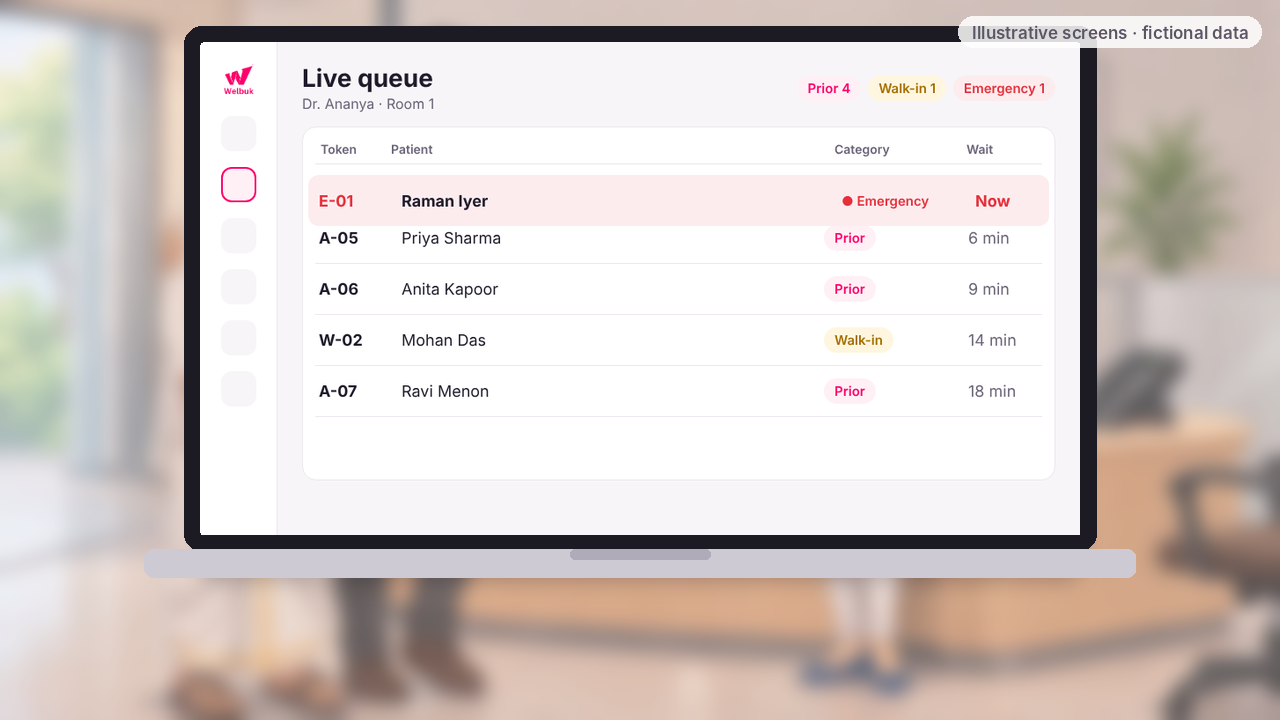 Illustrative screens · fictional data
Welbuk
Live queue
Dr. Ananya · Room 1
Prior 4 Walk-in 1 Emergency 1
Token Patient Category Wait
E-01 Raman Iyer Emergency Now
A-05 Priya Sharma Prior 6 min
A-06 Anita Kapoor Prior 9 min
W-02 Mohan Das Walk-in 14 min
A-07 Ravi Menon Prior 18 min